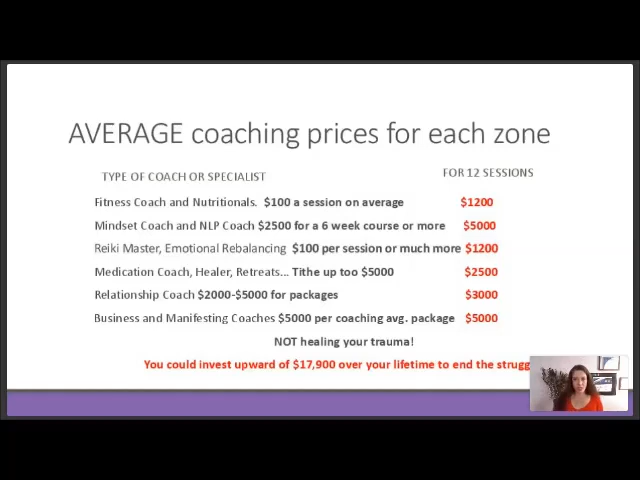 AVERAGE coaching prices for each zone
TYPE OF COACH OR SPECIALIST FOR 12 SESSIONS
Fitness Coach and Nutritionals. $100 a session on average $1200
Mindset Coach and NLP Coach $2500 for a 6 week course or more $5000
Reiki Master, Emotional Rebalancing $100 per session or much more $1200
Medication Coach, Healer, Retreats... Tithe up too $5000 $2500
Relationship Coach $2000-$5000 for packages $3000
Business and Manifesting Coaches $5000 per coaching avg. package $5000
NOT healing your trauma!
You could invest upward of $17,900 over your lifetime to end the strugg